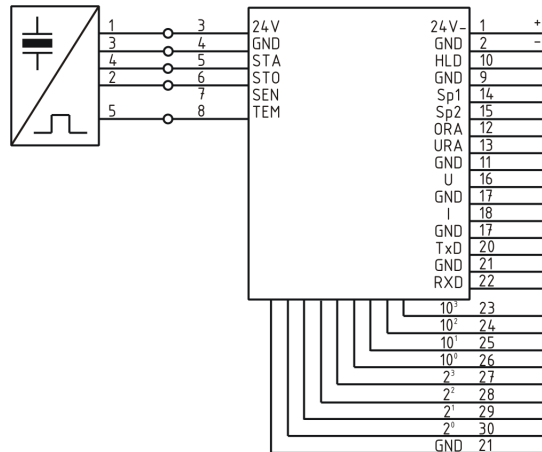 1 3 24V 24V- 1 +
3 4 GND GND 2 -
4 5 STA HLD 10
2 6 STO GND 9
7 SEN Sp1 14
5 8 TEM Sp2 15
ORA 12
URA 13
GND 11
U 16
GND 17
I 18
GND 17
TxD 20
GND 21
RXD 22
10³ 23
10² 24
10¹ 25
10⁰ 26
2³ 27
2² 28
2¹ 29
2⁰ 30
GND 21